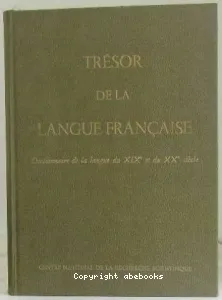 TRÉSOR
DE LA
LANGUE FRANÇAISE
Dictionnaire de la langue du XIXe et du XXe siècle
CENTRE NATIONAL DE LA RECHERCHE SCIENTIFIQUE
Copyright abebooks